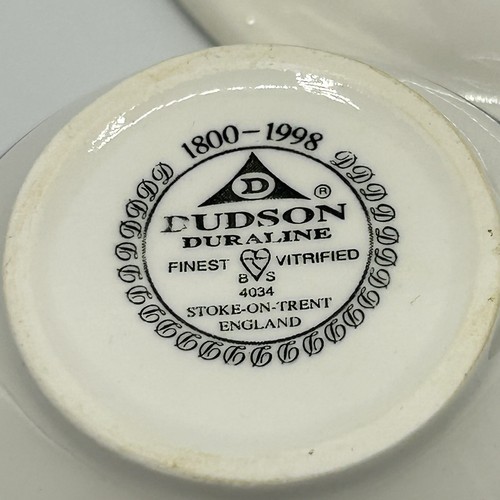 1800-1998
D
®
DUDSON
DURALINE
FINEST VITRIFIED
B S
4034
STOKE-ON-TRENT
ENGLAND